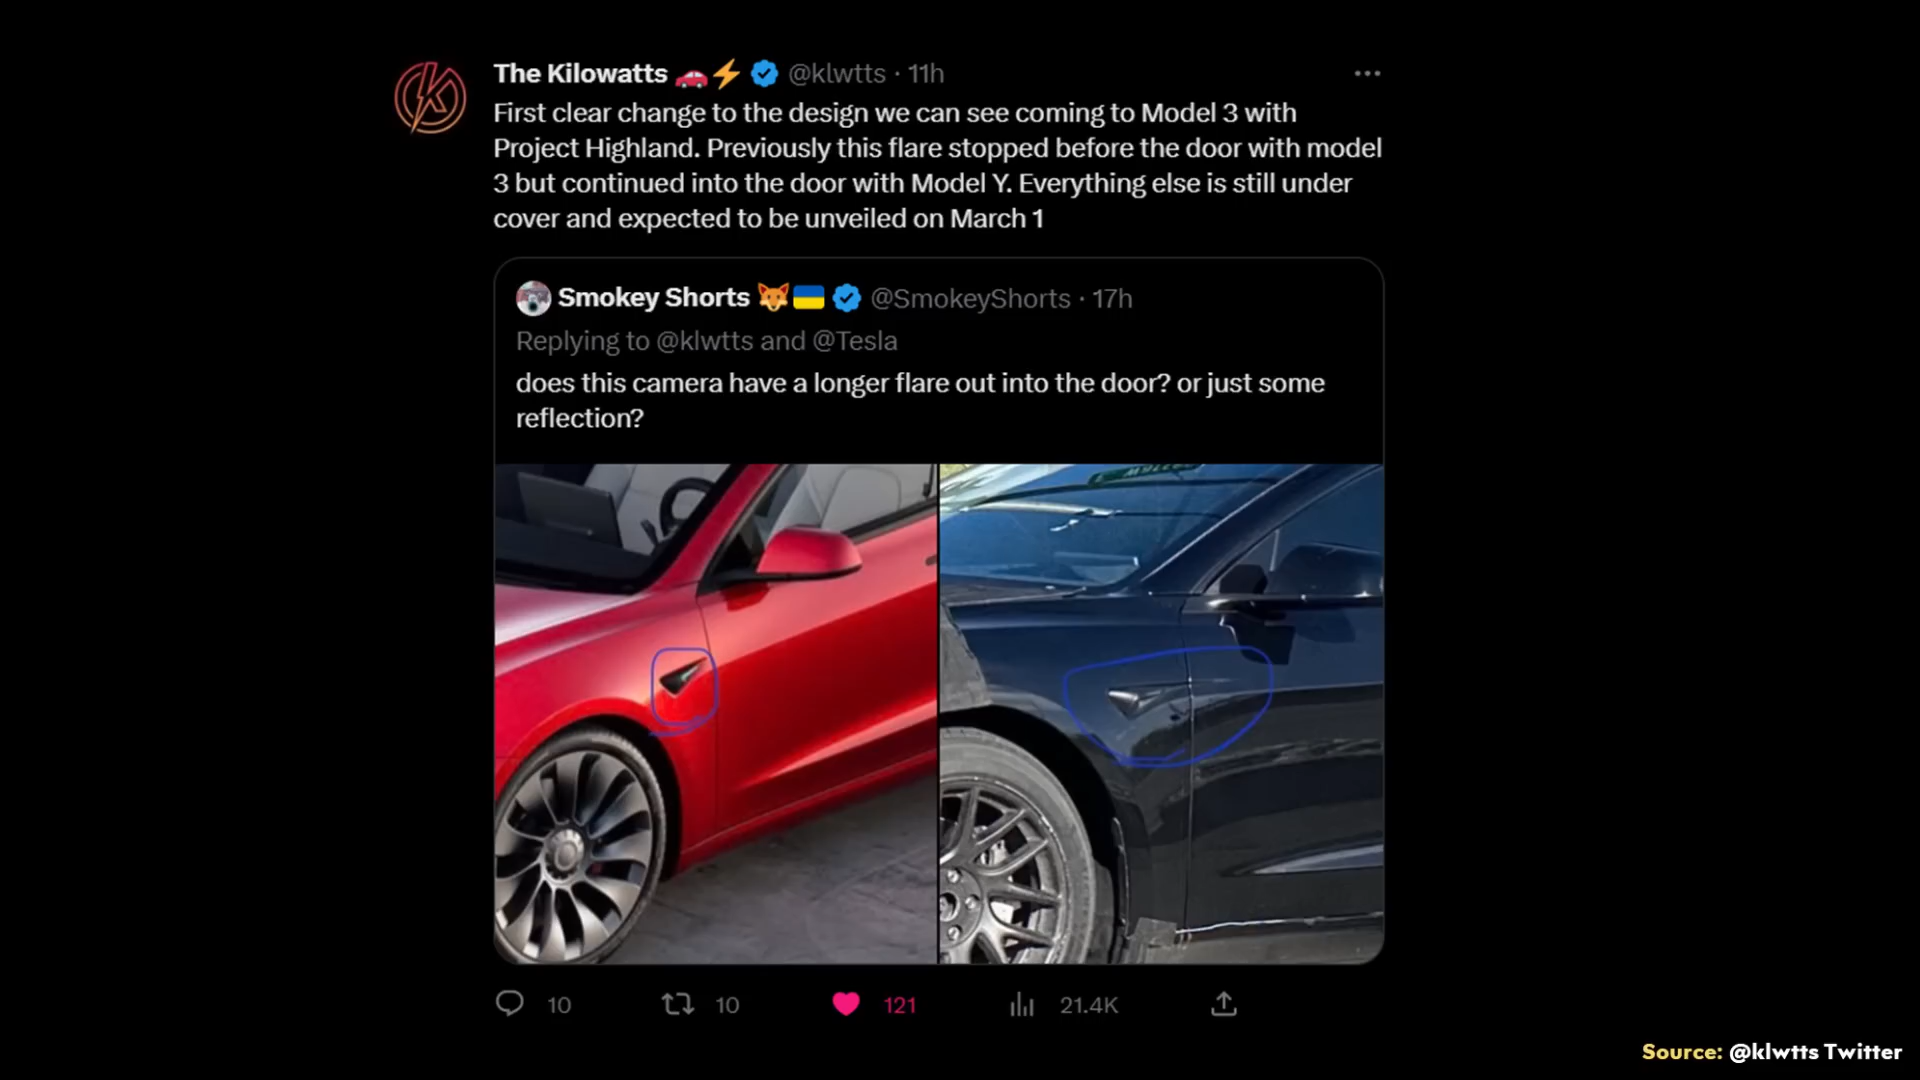 The Kilowatts 🚗⚡ @klwtts · 11h
First clear change to the design we can see coming to Model 3 with
Project Highland. Previously this flare stopped before the door with model
3 but continued into the door with Model Y. Everything else is still under
cover and expected to be unveiled on March 1
Smokey Shorts 🦊🇺🇦 @SmokeyShorts · 17h
Replying to @klwtts and @Tesla
does this camera have a longer flare out into the door? or just some
reflection?
10 10 121 21.4K
Source: @klwtts Twitter